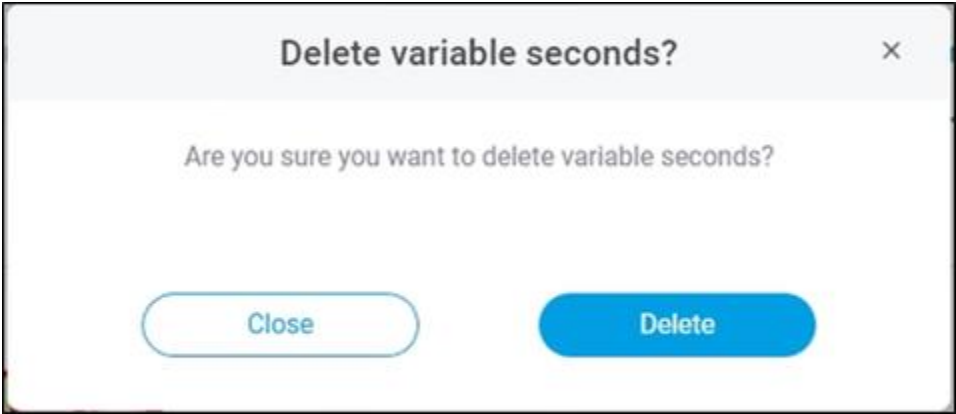 Delete variable seconds?
Are you sure you want to delete variable seconds?
Close
Delete